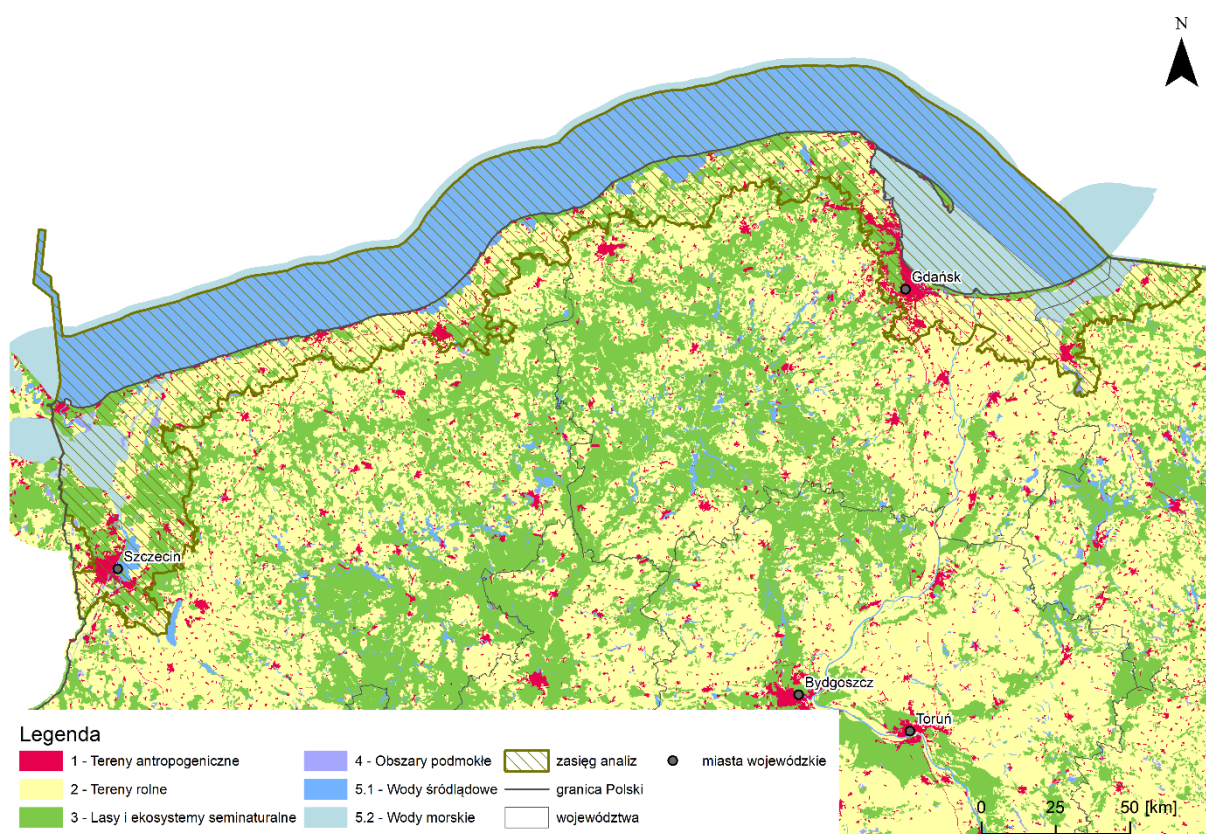 N
Gdańsk
Szczecin
Bydgoszcz
Toruń
Legenda
1 - Tereny antropogeniczne
2 - Tereny rolne
3 - Lasy i ekosystemy seminaturalne
4 - Obszary podmokłe
5.1 - Wody śródlądowe
5.2 - Wody morskie
zasięg analiz
granica Polski
województwa
miasta wojewódzkie
0 25 50 [km]